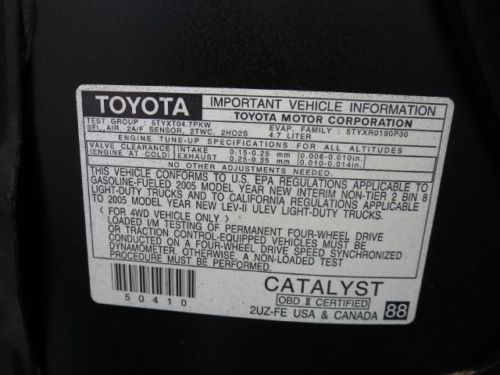 TOYOTA IMPORTANT VEHICLE INFORMATION
TOYOTA MOTOR CORPORATION
TEST GROUP : 5TYXT04.7PKW EVAP. FAMILY : 5TYXR0190P30
SFI, AIR, 2A/F SENSOR, 2TWC, 2HO2S 4.7 LITER
ENGINE TUNE-UP SPECIFICATIONS FOR ALL ALTITUDES
VALVE CLEARANCE INTAKE 0.15-0.25 mm (0.006-0.010in.)
(ENGINE AT COLD) EXHAUST 0.25-0.35 mm (0.010-0.014in.)
NO OTHER ADJUSTMENTS NEEDED.
THIS VEHICLE CONFORMS TO U.S. EPA REGULATIONS APPLICABLE TO
GASOLINE-FUELED 2005 MODEL YEAR NEW INTERIM NON-TIER 2 BIN 8
LIGHT-DUTY TRUCKS AND TO CALIFORNIA REGULATIONS APPLICABLE
TO 2005 MODEL YEAR NEW LEV-II ULEV LIGHT-DUTY TRUCKS.
( FOR 4WD VEHICLE ONLY )
LOADED I/M TESTING OF PERMANENT FOUR-WHEEL DRIVE
OR TRACTION CONTROL-EQUIPPED VEHICLES MUST BE
CONDUCTED ON A FOUR-WHEEL DRIVE SPEED SYNCHRONIZED
DYNAMOMETER. OTHERWISE, A NON-LOADED TEST
PROCEDURE MUST BE PERFORMED.
50410
CATALYST
OBD II CERTIFIED
2UZ-FE USA & CANADA 88